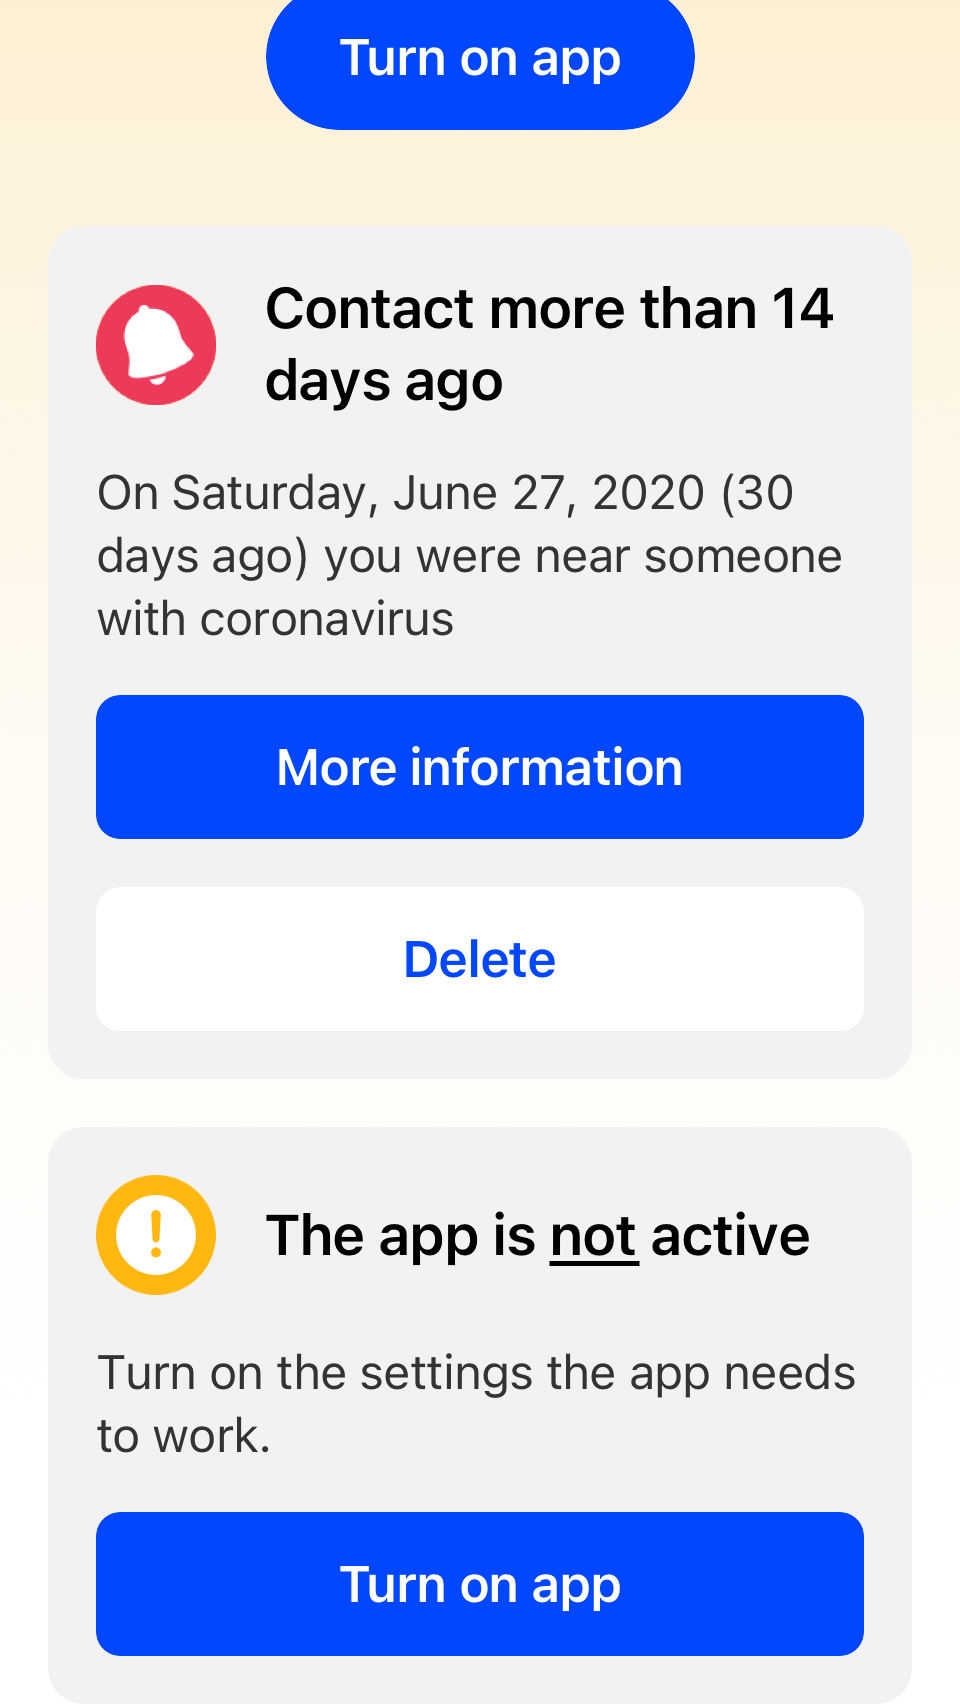 Turn on app
Contact more than 14
days ago
On Saturday, June 27, 2020 (30
days ago) you were near someone
with coronavirus
More information
Delete
The app is not active
Turn on the settings the app needs
to work.
Turn on app